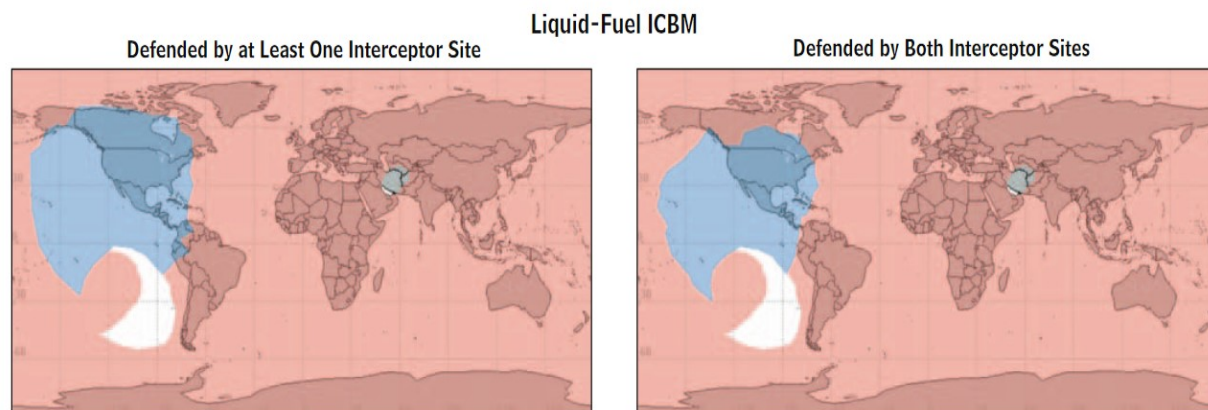 Liquid-Fuel ICBM
Defended by at Least One Interceptor Site
Defended by Both Interceptor Sites